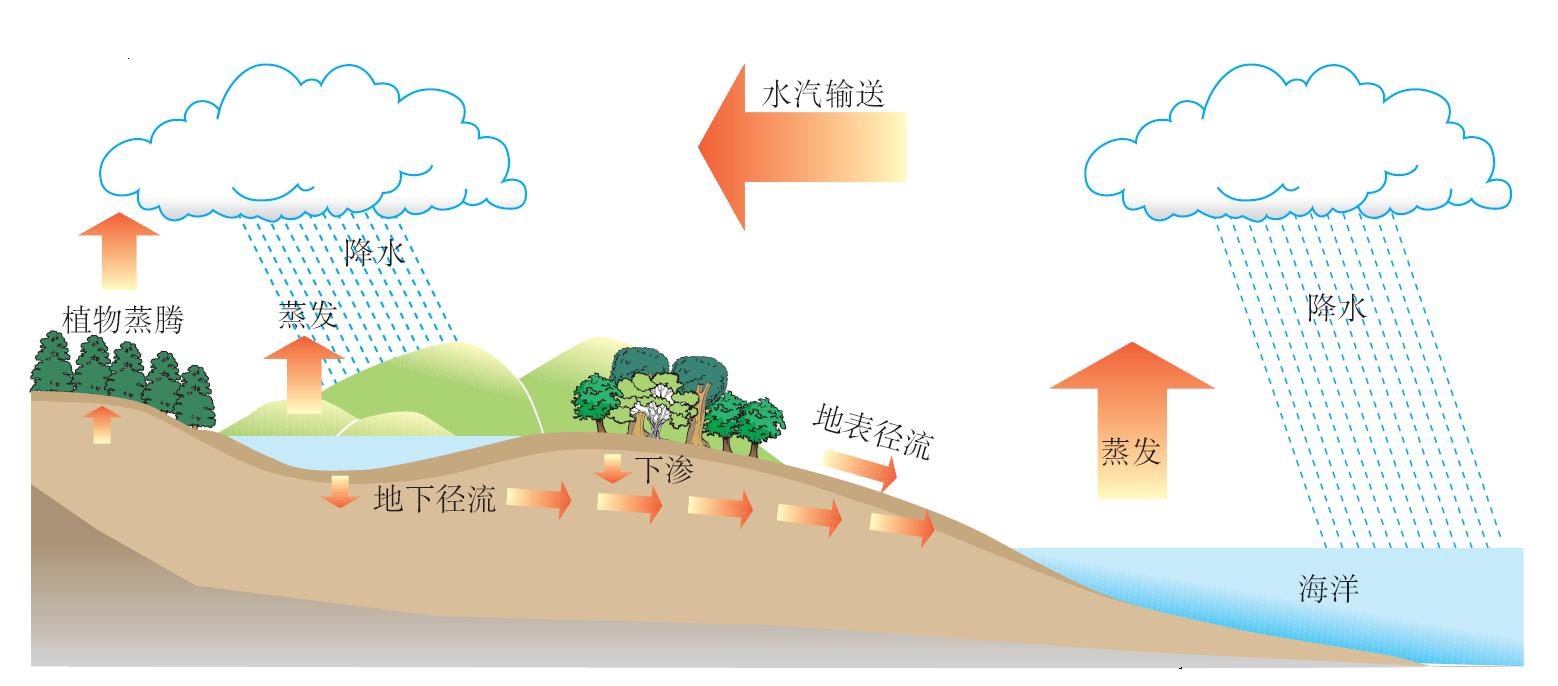 水汽输送
降水
植物蒸腾
蒸发
降水
地表径流
蒸发
下渗
地下径流
海洋